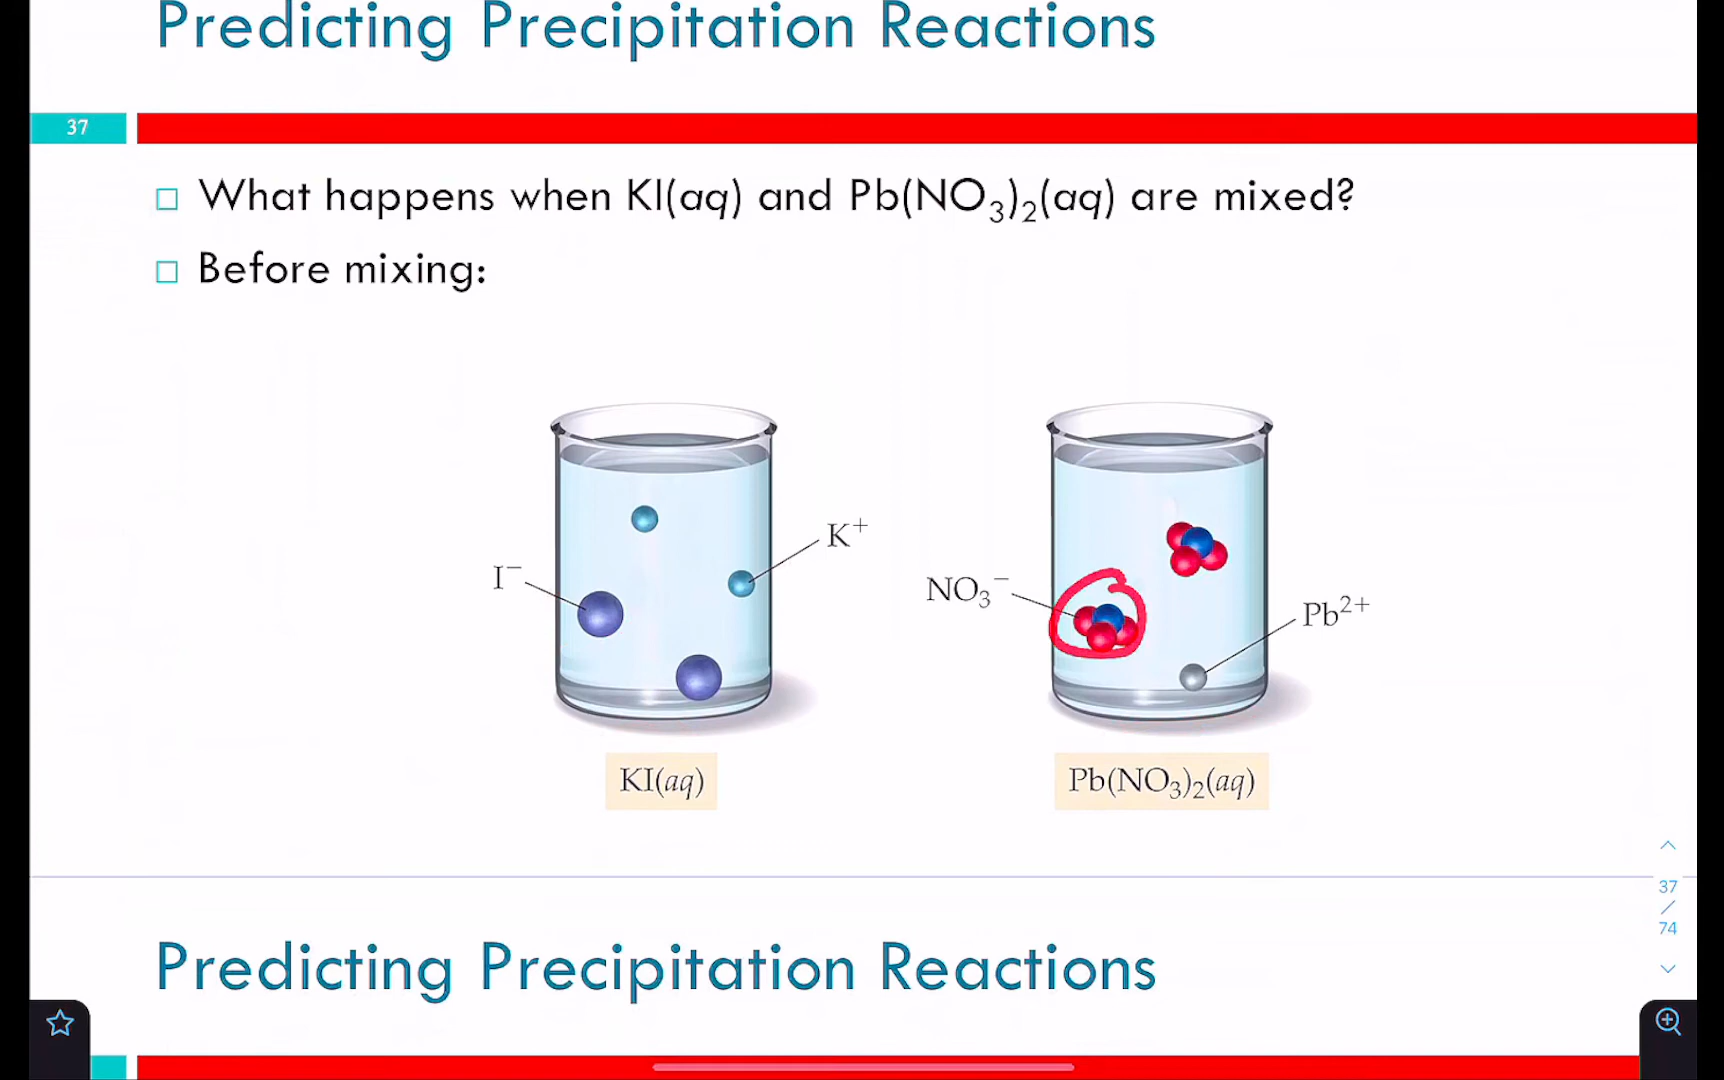 Predicting Precipitation Reactions
37
What happens when KI(aq) and Pb(NO₃)₂(aq) are mixed?
Before mixing:
K⁺
I⁻
NO₃⁻
Pb²⁺
KI(aq)
Pb(NO₃)₂(aq)
37
/
74
Predicting Precipitation Reactions